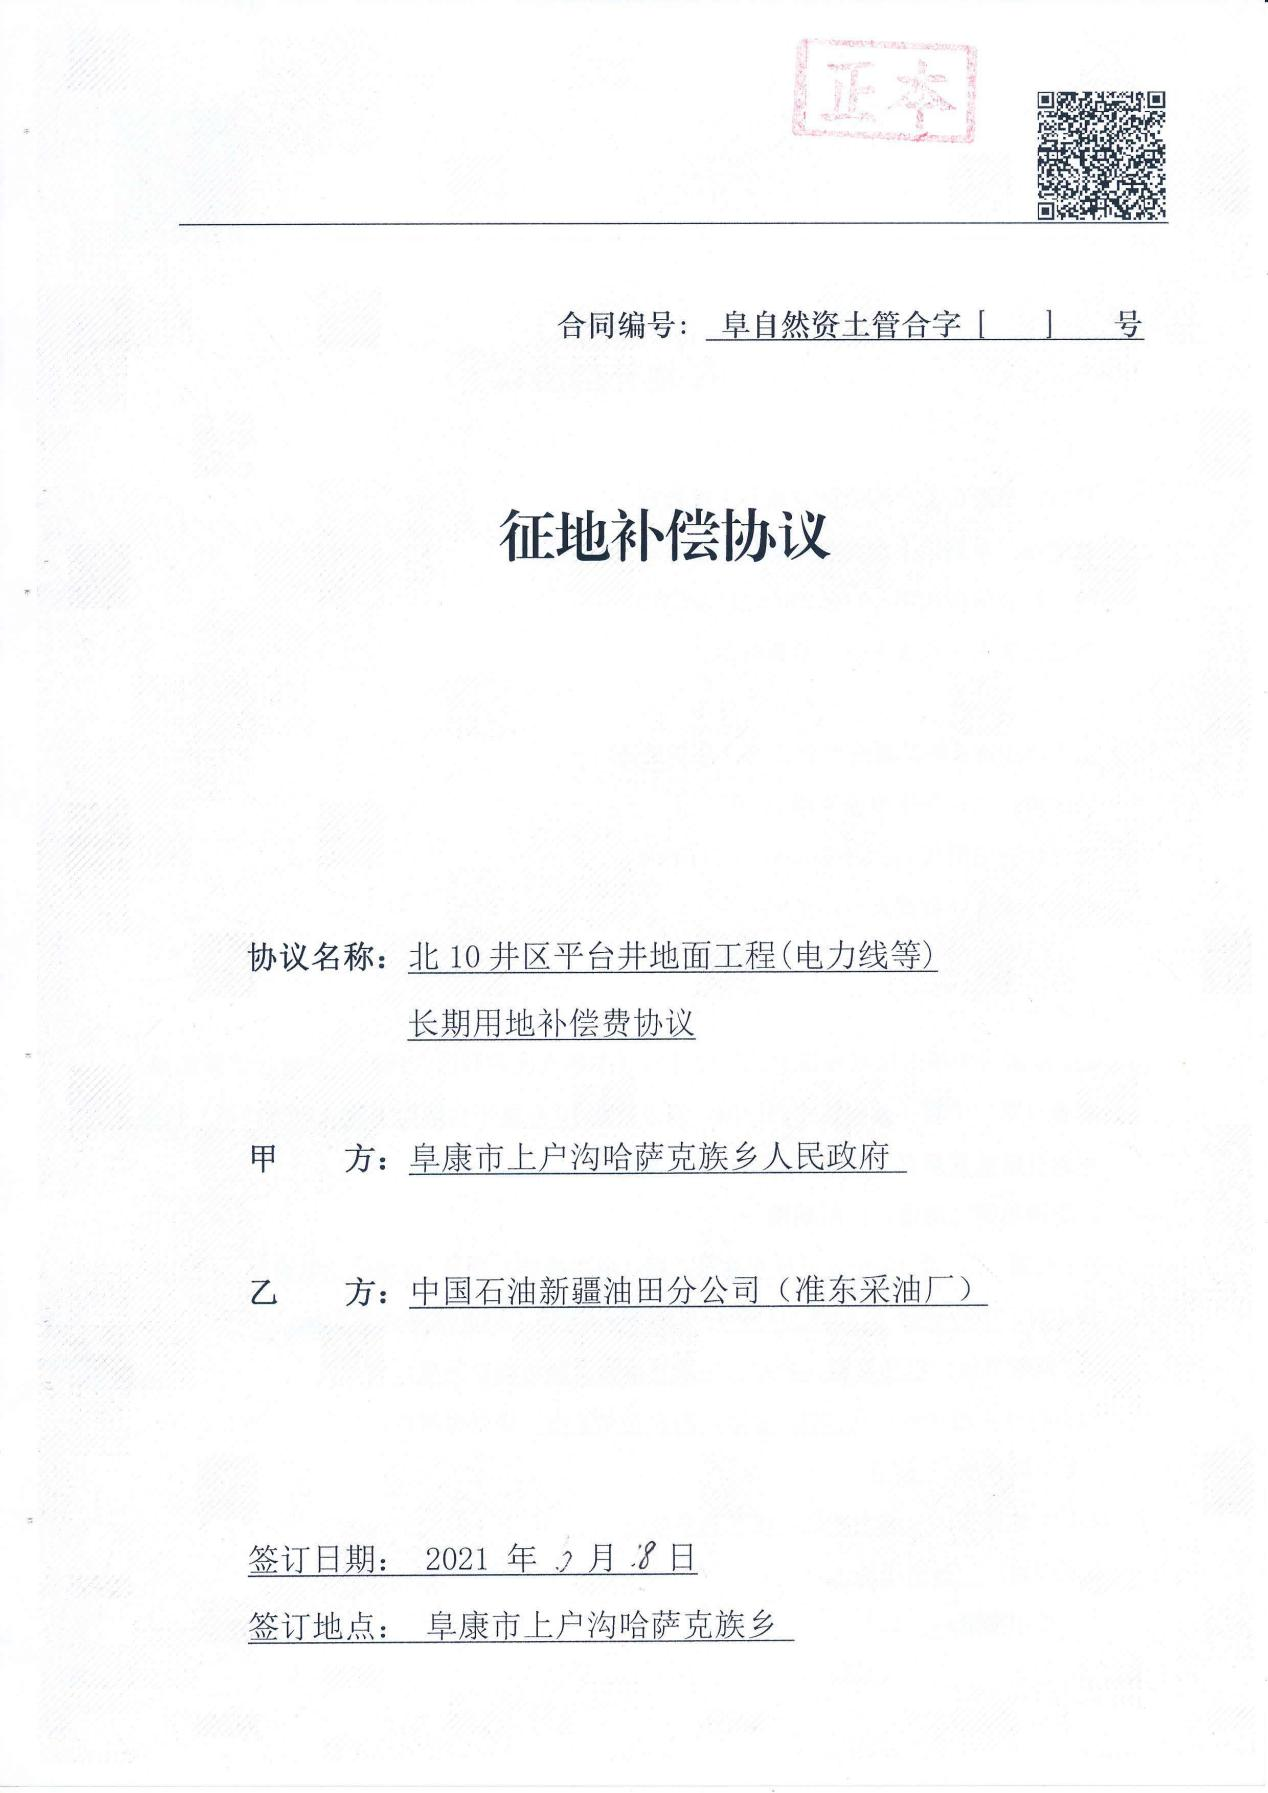 正本
合同编号： 阜自然资土管合字［ ］ 号
征地补偿协议
协议名称：北 10 井区平台井地面工程(电力线等)
长期用地补偿费协议
甲 方：阜康市上户沟哈萨克族乡人民政府
乙 方：中国石油新疆油田分公司（准东采油厂）
签订日期： 2021 年 月 8 日
签订地点： 阜康市上户沟哈萨克族乡